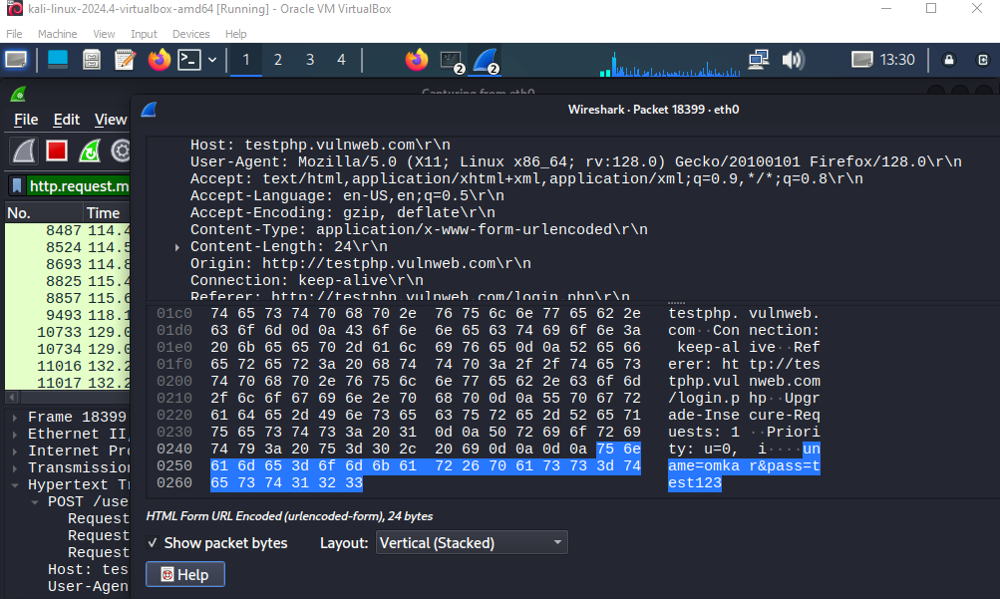 kali-linux-2024.4-virtualbox-amd64 [Running] - Oracle VM VirtualBox
File Machine View Input Devices Help
1 2 3 4 2 2 13:30
Capturing from eth0
Wireshark · Packet 18399 · eth0
File Edit View
http.request.m
No. Time
8487 114.4
8524 114.5
8693 114.8
8825 115.4
8857 115.6
9493 118.1
10733 129.0
10734 129.0
11016 132.2
11017 132.2
Frame 18399
Ethernet II,
Internet Pro
Transmission
Hypertext Tr
POST /use
Request
Request
Request
Host: tes
User-Agen
Host: testphp.vulnweb.com\r\n
User-Agent: Mozilla/5.0 (X11; Linux x86_64; rv:128.0) Gecko/20100101 Firefox/128.0\r\n
Accept: text/html,application/xhtml+xml,application/xml;q=0.9,*/*;q=0.8\r\n
Accept-Language: en-US,en;q=0.5\r\n
Accept-Encoding: gzip, deflate\r\n
Content-Type: application/x-www-form-urlencoded\r\n
Content-Length: 24\r\n
Origin: http://testphp.vulnweb.com\r\n
Connection: keep-alive\r\n
Referer: http://testphp.vulnweb.com/login.php\r\n
01c0 74 65 73 74 70 68 70 2e 76 75 6c 6e 77 65 62 2e testphp. vulnweb.
01d0 63 6f 6d 0d 0a 43 6f 6e 6e 65 63 74 69 6f 6e 3a com··Con nection:
01e0 20 6b 65 65 70 2d 61 6c 69 76 65 0d 0a 52 65 66 keep-al ive··Ref
01f0 65 72 65 72 3a 20 68 74 74 70 3a 2f 2f 74 65 73 erer: ht tp://tes
0200 74 70 68 70 2e 76 75 6c 6e 77 65 62 2e 63 6f 6d tphp.vul nweb.com
0210 2f 6c 6f 67 69 6e 2e 70 68 70 0d 0a 55 70 67 72 /login.p hp··Upgr
0220 61 64 65 2d 49 6e 73 65 63 75 72 65 2d 52 65 71 ade-Inse cure-Req
0230 75 65 73 74 73 3a 20 31 0d 0a 50 72 69 6f 72 69 uests: 1 ··Priori
0240 74 79 3a 20 75 3d 30 2c 20 69 0d 0a 0d 0a 75 6e ty: u=0, i····un
0250 61 6d 65 3d 6f 6d 6b 61 72 26 70 61 73 73 3d 74 ame=omka r&pass=t
0260 65 73 74 31 32 33 est123
HTML Form URL Encoded (urlencoded-form), 24 bytes
Show packet bytes Layout: Vertical (Stacked)
Help